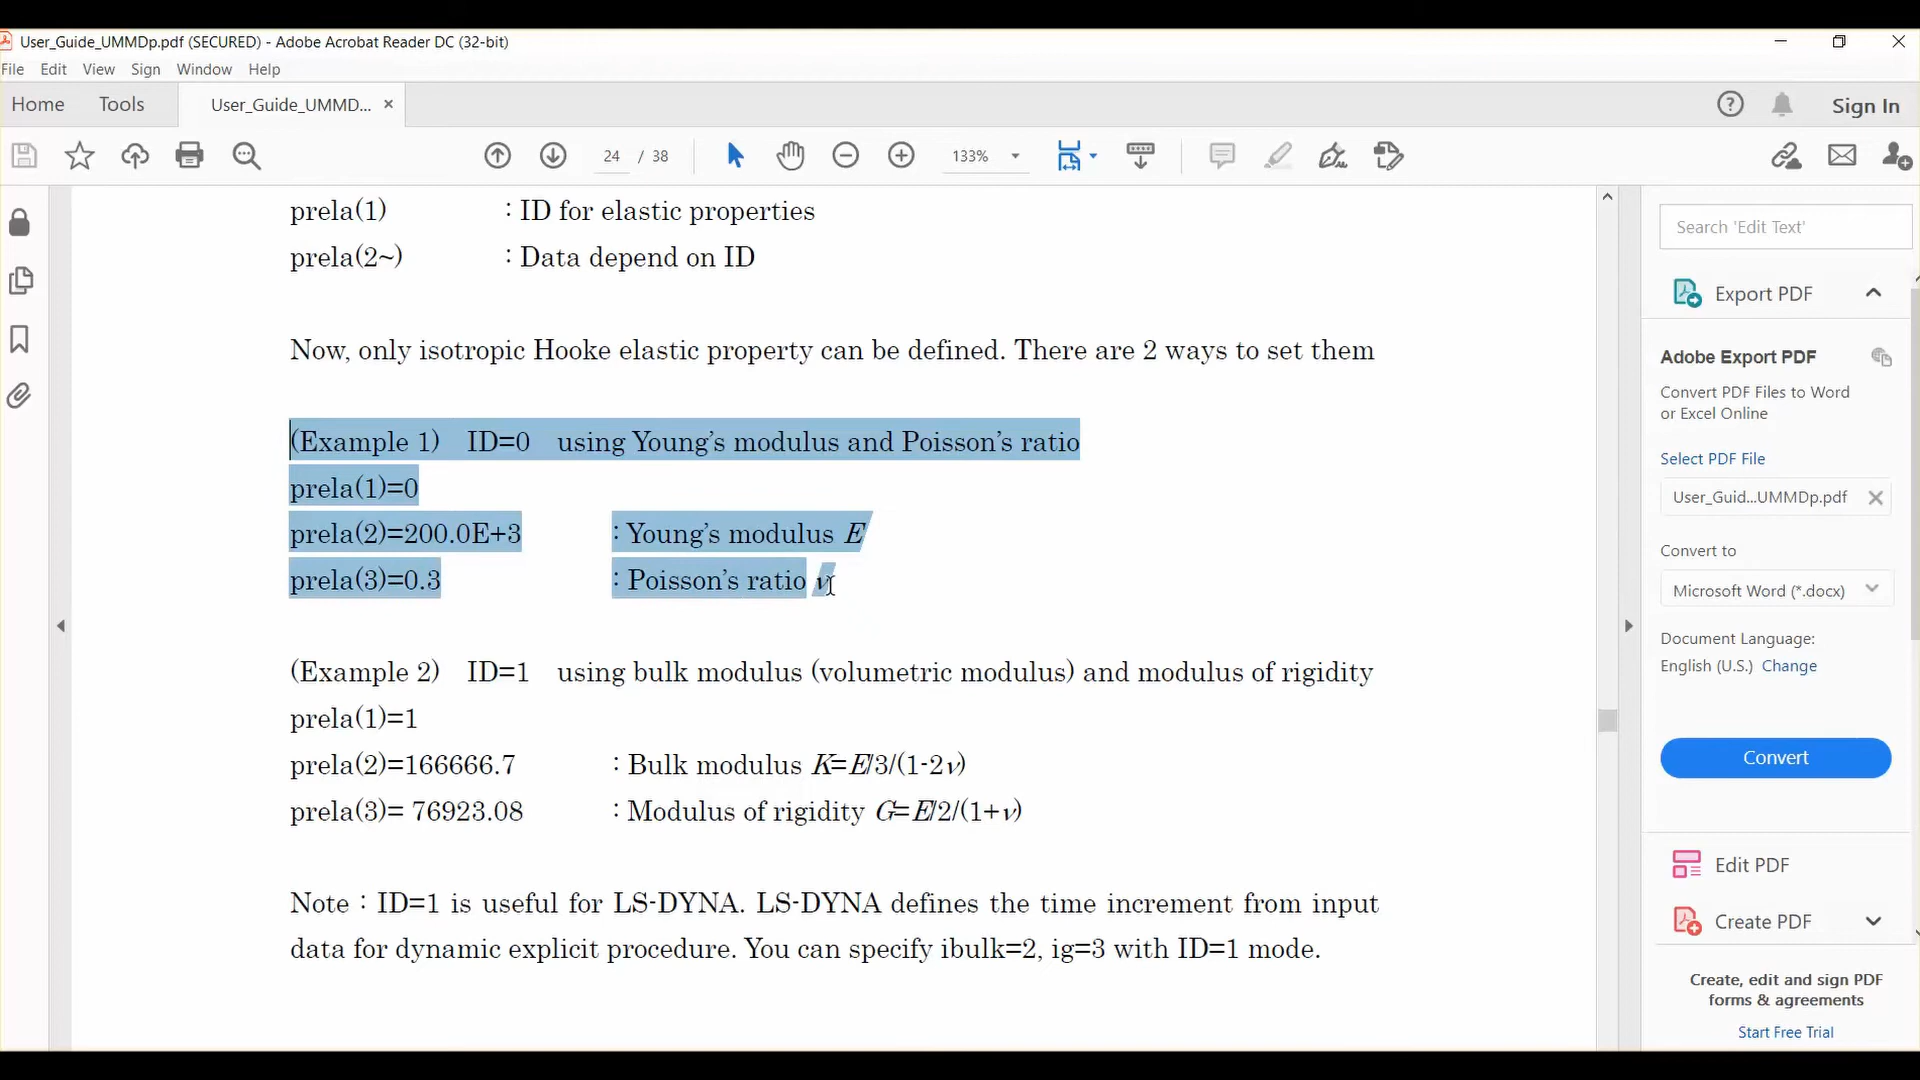 User_Guide_UMMDp.pdf (SECURED) - Adobe Acrobat Reader DC (32-bit)
File Edit View Sign Window Help
Home Tools User_Guide_UMMD... × Sign In
24 / 38 133%
prela(1) : ID for elastic properties
prela(2~) : Data depend on ID
Now, only isotropic Hooke elastic property can be defined. There are 2 ways to set them
(Example 1) ID=0 using Young's modulus and Poisson's ratio
prela(1)=0
prela(2)=200.0E+3 : Young's modulus E
prela(3)=0.3 : Poisson's ratio ν
(Example 2) ID=1 using bulk modulus (volumetric modulus) and modulus of rigidity
prela(1)=1
prela(2)=166666.7 : Bulk modulus K=E/3/(1-2ν)
prela(3)= 76923.08 : Modulus of rigidity G=E/2/(1+ν)
Note : ID=1 is useful for LS-DYNA. LS-DYNA defines the time increment from input
data for dynamic explicit procedure. You can specify ibulk=2, ig=3 with ID=1 mode.
Search 'Edit Text'
Export PDF
Adobe Export PDF
Convert PDF Files to Word
or Excel Online
Select PDF File
User_Guid...UMMDp.pdf
Convert to
Microsoft Word (*.docx)
Document Language:
English (U.S.) Change
Convert
Edit PDF
Create PDF
Create, edit and sign PDF
forms & agreements
Start Free Trial